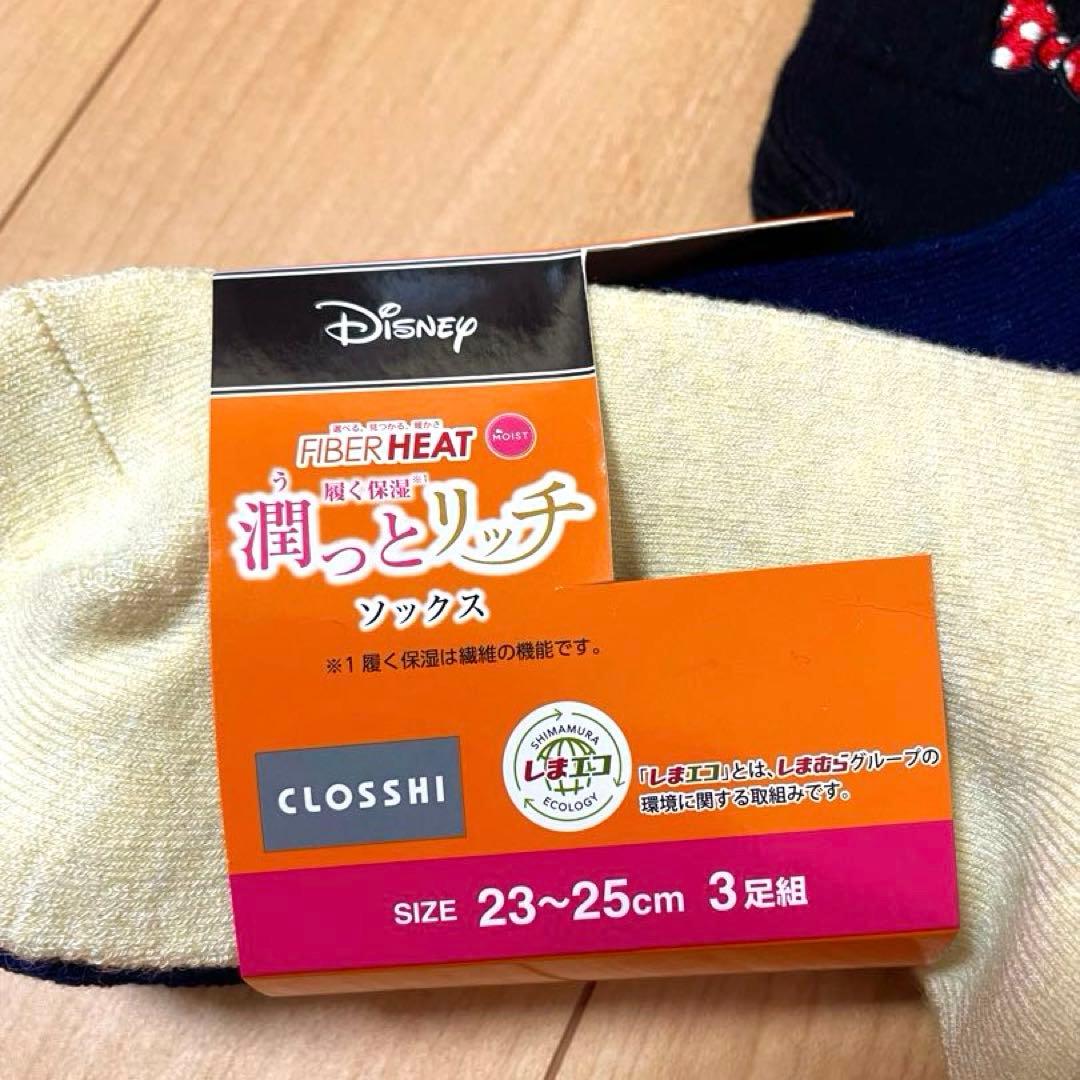 Disney
選べる、見つかる、暖かさ
FIBER HEAT
MOIST
履く保湿※1
う
潤っとリッチ
ソックス
※1 履く保湿は繊維の機能です。
CLOSSHI
SHIMAMURA
しまエコ
ECOLOGY
「しまエコ」とは、しまむらグループの
環境に関する取組みです。
SIZE 23~25cm 3足組